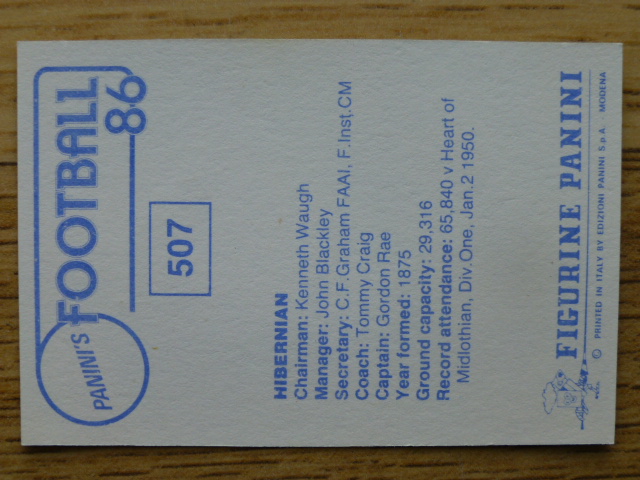 PANINI'S FOOTBALL
86
507
HIBERNIAN
Chairman: Kenneth Waugh
Manager: John Blackley
Secretary: C.F.Graham FAAI, F.Inst,CM
Coach: Tommy Craig
Captain: Gordon Rae
Year formed: 1875
Ground capacity: 29,316
Record attendance: 65,840 v Heart of
Midlothian, Div.One, Jan.2 1950.
FIGURINE PANINI
© PRINTED IN ITALY BY EDIZIONI PANINI S.p.A. MODENA